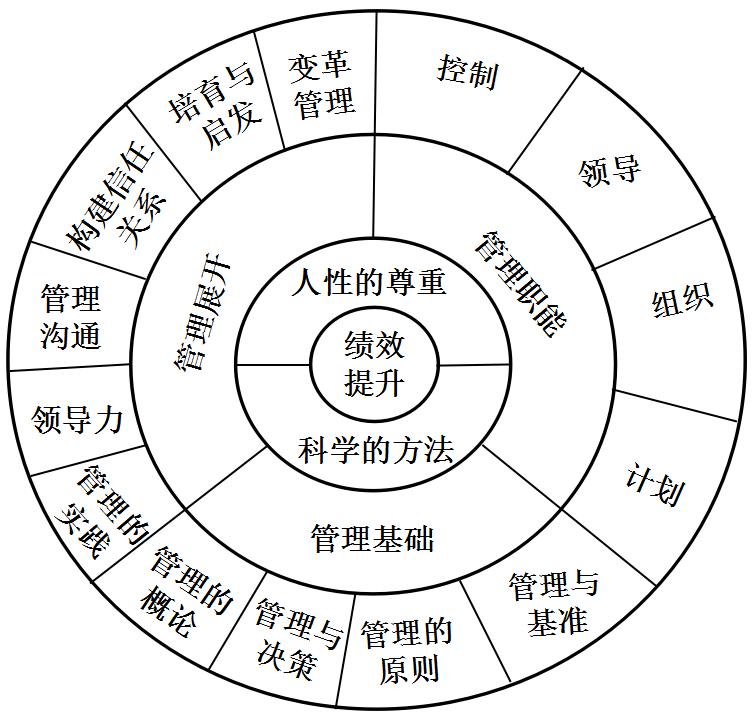 变革
管理
控制
培育与
启发
领导
构建信任
关系
组织
管理
沟通
领导力
计划
管理的
实践
管理的
概论
管理与
决策
管理的
原则
管理与
基准
管理展开
管理职能
管理基础
人性的尊重
绩效
提升
科学的方法